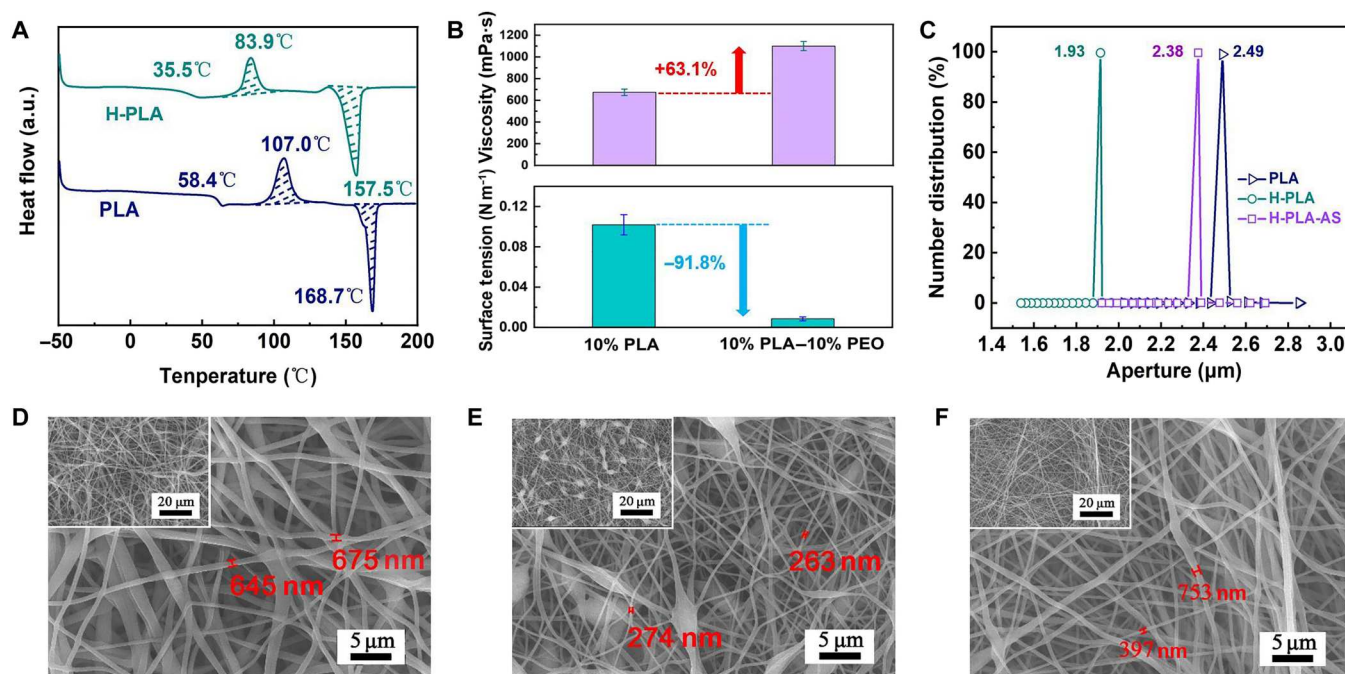 A
83.9℃
35.5℃
H-PLA
107.0℃
58.4℃
157.5℃
PLA
168.7℃
Heat flow (a.u.)
−50 0 50 100 150 200
Tenperature (℃)
B
Viscosity (mPa·s)
1200
1000
800
600
400
200
0
+63.1%
Surface tension (N m⁻¹)
0.12
0.08
0.04
0.00
−91.8%
10% PLA 10% PLA−10% PEO
C
Number distribution (%)
100
80
60
40
20
0
1.93 2.38 2.49
PLA
H-PLA
H-PLA-AS
1.4 1.6 1.8 2.0 2.2 2.4 2.6 2.8 3.0
Aperture (μm)
D
20 μm
675 nm
645 nm
5 μm
E
20 μm
263 nm
274 nm
5 μm
F
20 μm
753 nm
397 nm
5 μm